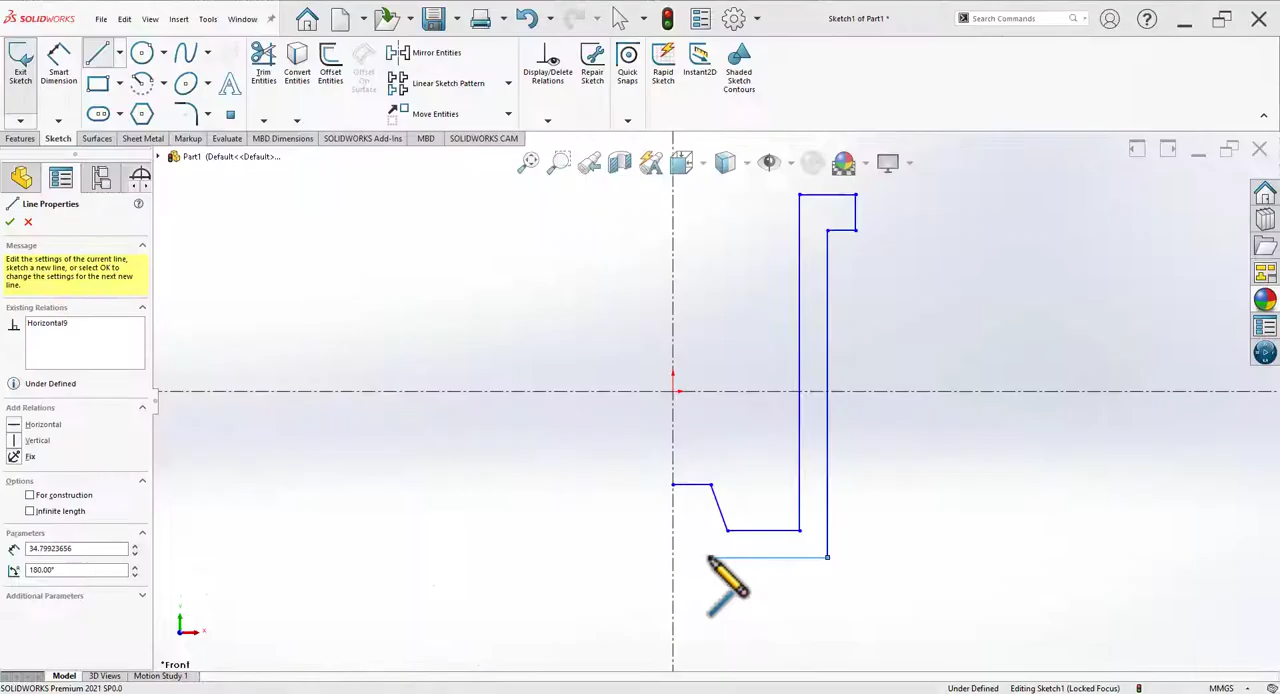 SOLIDWORKS File Edit View Insert Tools Window Sketch1 of Part1 * Search Commands
Exit Sketch
Smart Dimension
Trim Entities
Convert Entities
Offset Entities
Offset On Surface
Mirror Entities
Linear Sketch Pattern
Move Entities
Display/Delete Relations
Repair Sketch
Quick Snaps
Rapid Sketch
Instant2D
Shaded Sketch Contours
Features Sketch Surfaces Sheet Metal Markup Evaluate MBD Dimensions SOLIDWORKS Add-Ins MBD SOLIDWORKS CAM
Part1 (Default<<Default>...
Line Properties
Message
Edit the settings of the current line,
sketch a new line, or select OK to
change the settings for the next new
line.
Existing Relations
Horizontal9
Under Defined
Add Relations
Horizontal
Vertical
Fix
Options
For construction
Infinite length
Parameters
34.79923656
180.00°
Additional Parameters
Y
X
*Front
Model 3D Views Motion Study 1
SOLIDWORKS Premium 2021 SP0.0 Under Defined Editing Sketch1 (Locked Focus) MMGS